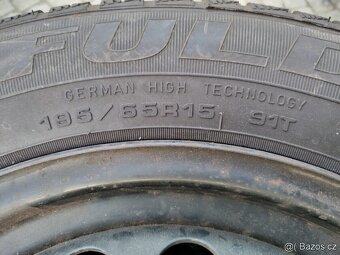 FULD
GERMAN HIGH TECHNOLOGY
195/65R15 91T
Bazos.cz